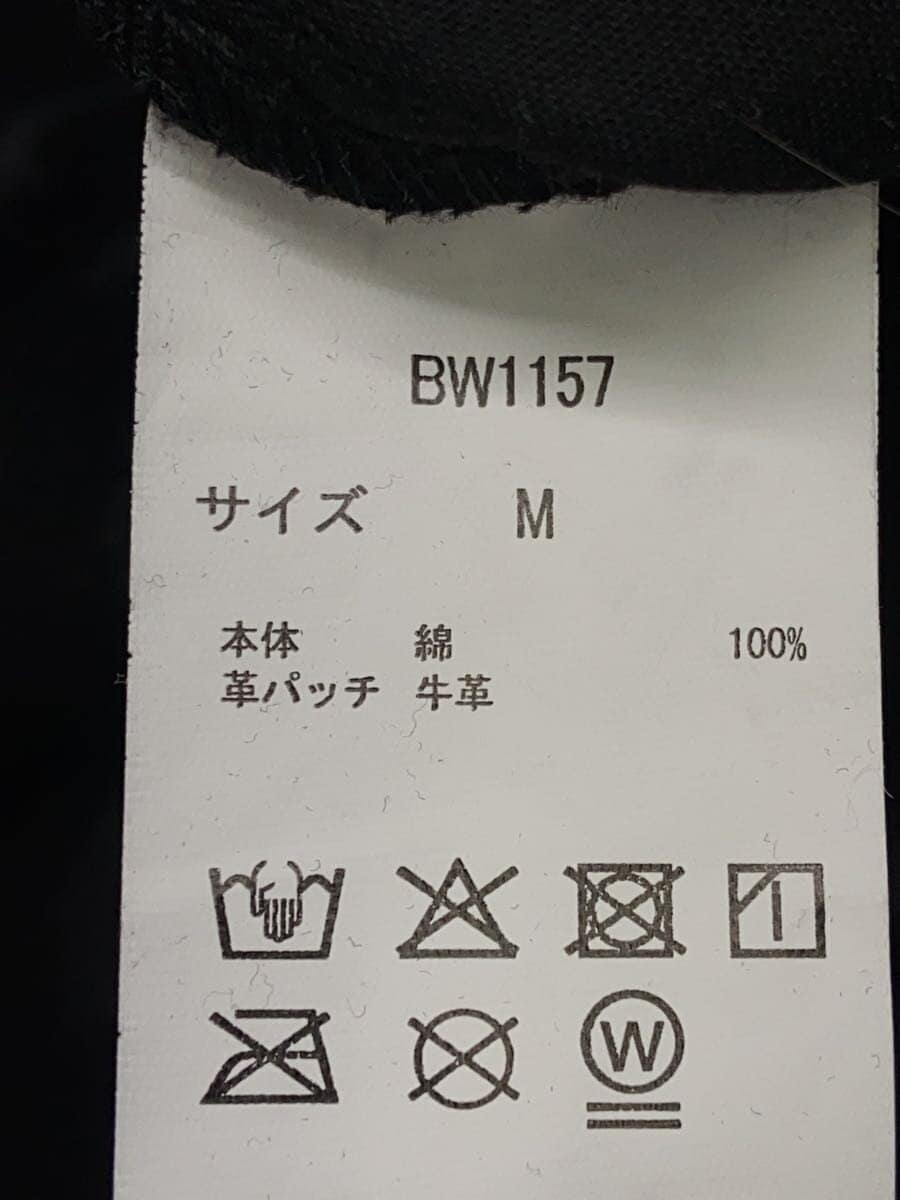 BW1157
サイズ M
本体 綿 100%
革パッチ 牛革
W